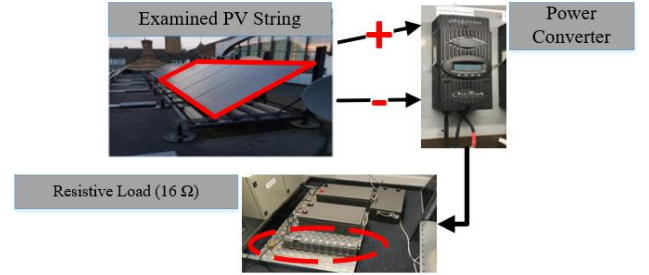 Examined PV String
Power
Converter
+
-
Resistive Load (16 Ω)